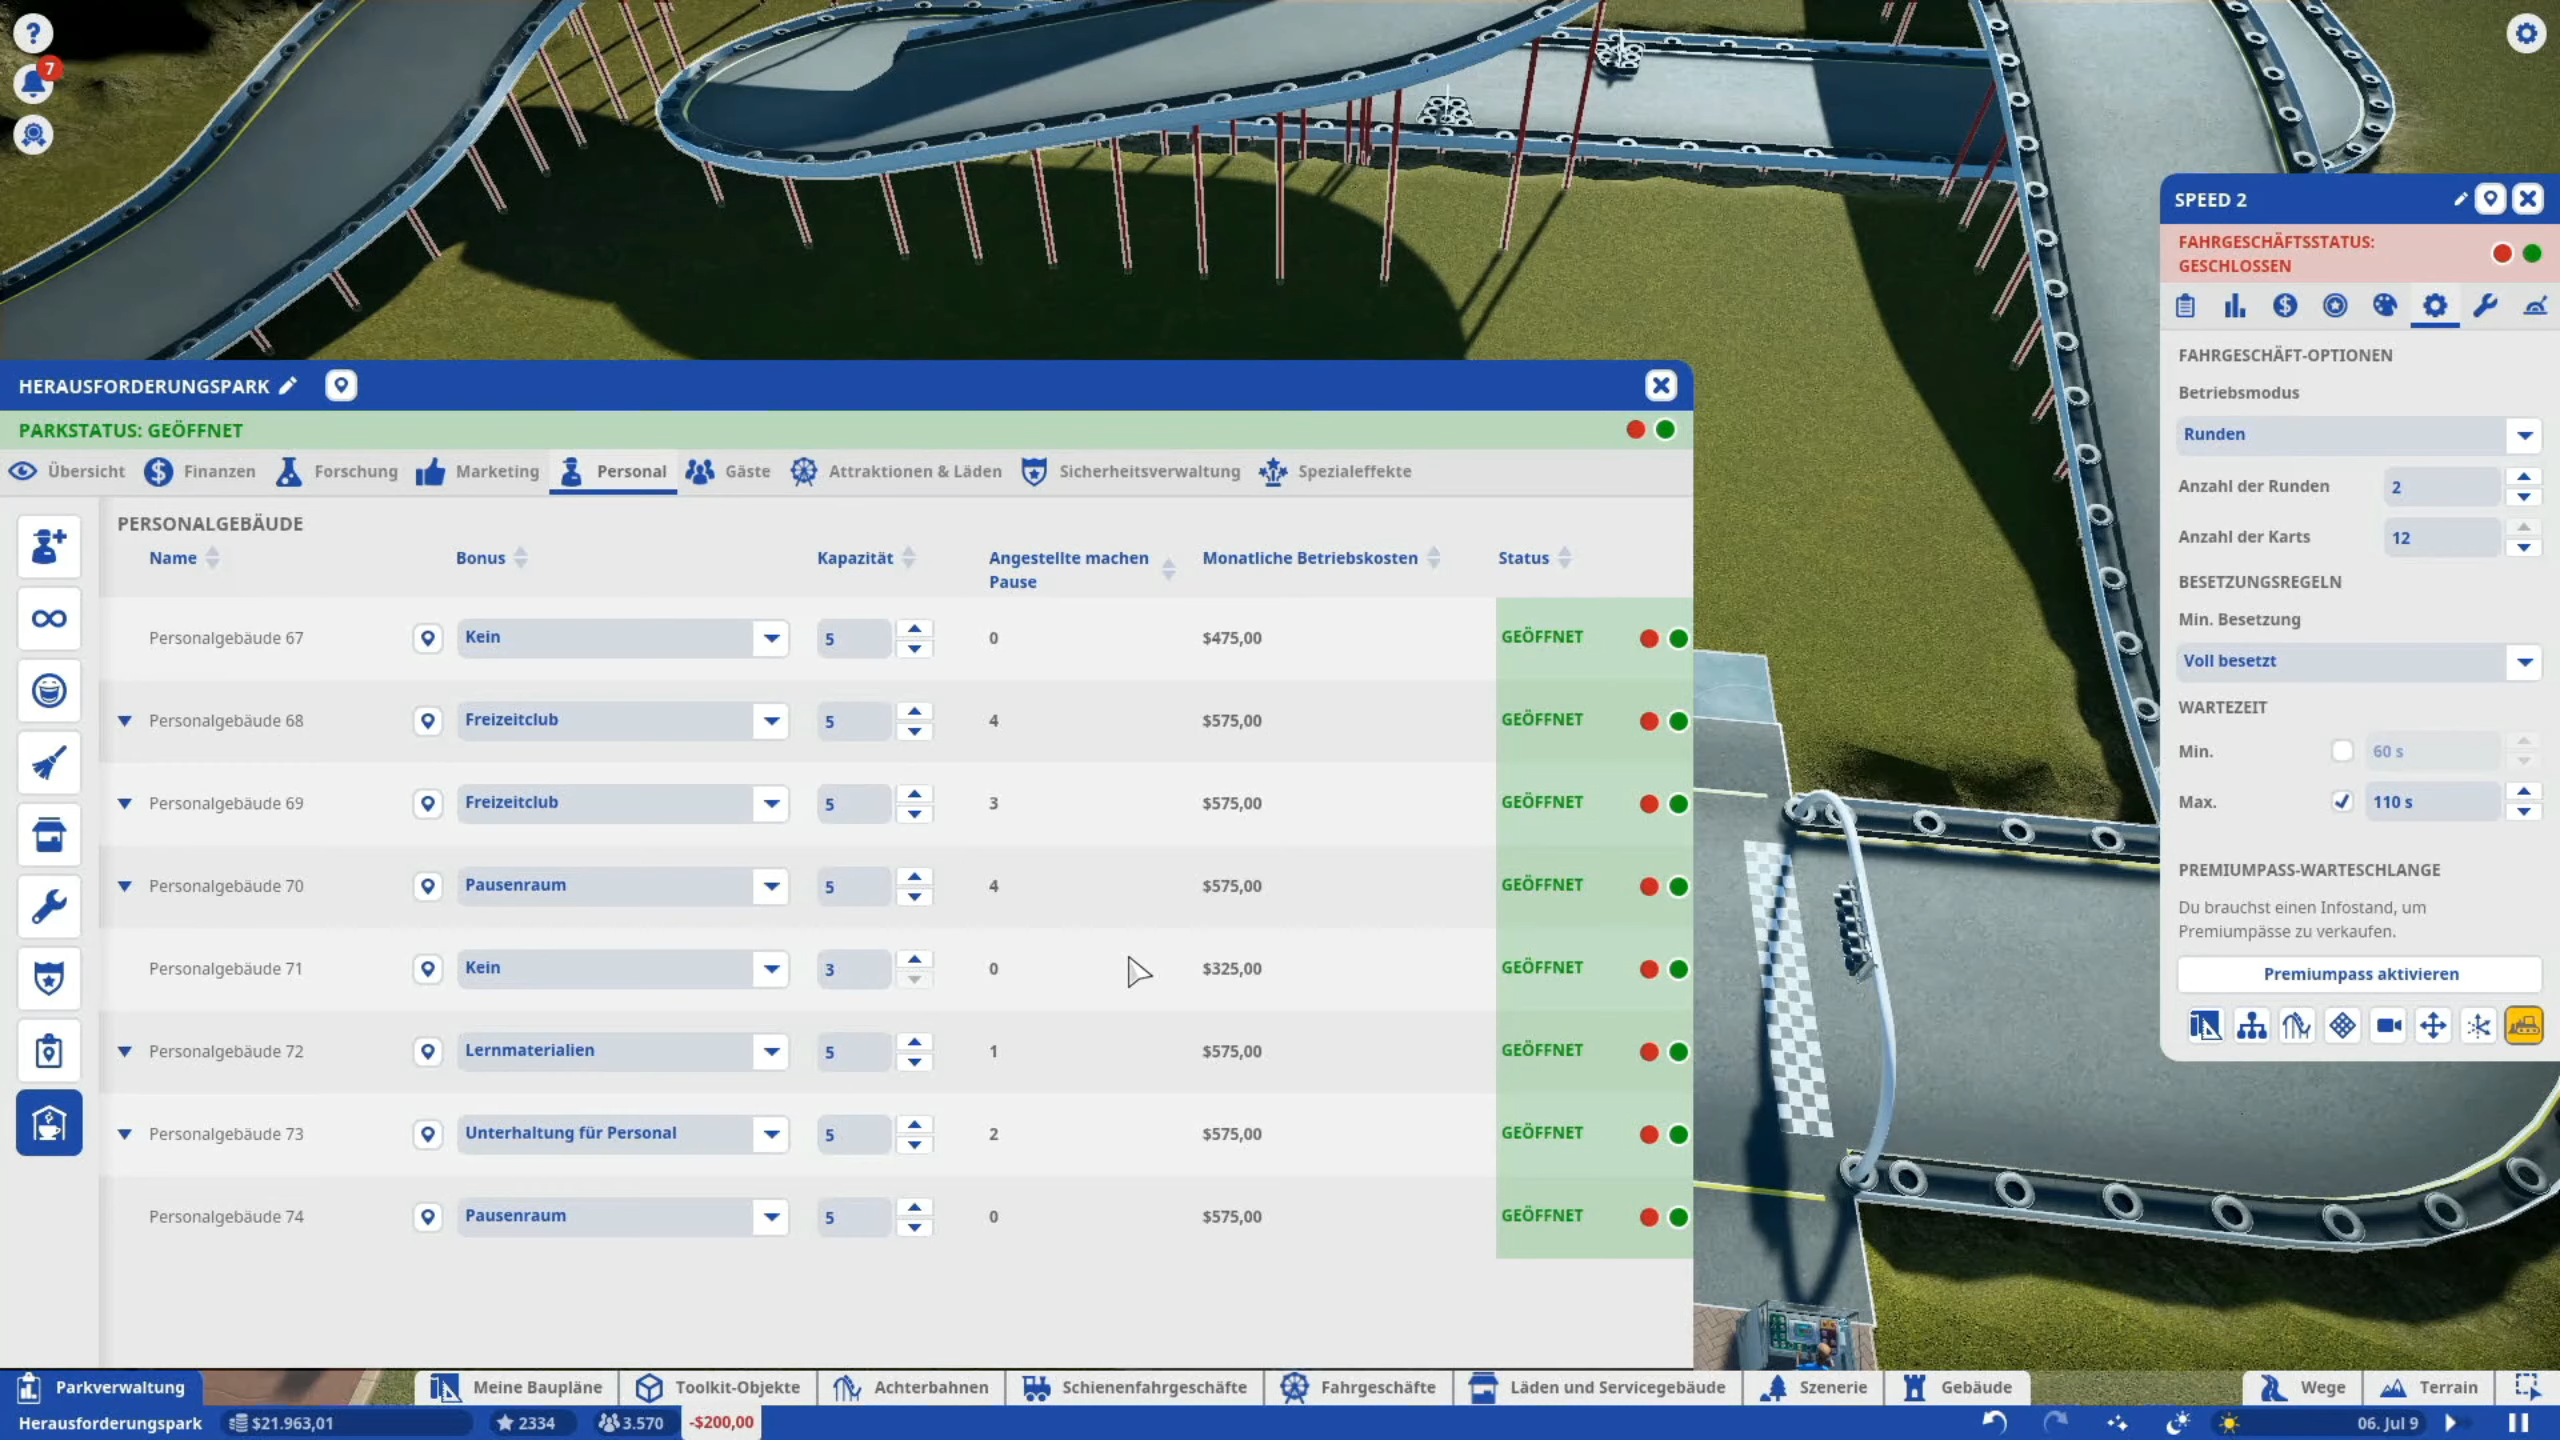 ?
7
HERAUSFORDERUNGSPARK
PARKSTATUS: GEÖFFNET
Übersicht
Finanzen
Forschung
Marketing
Personal
Gäste
Attraktionen & Läden
Sicherheitsverwaltung
Spezialeffekte
PERSONALGEBÄUDE
Name
Bonus
Kapazität
Angestellte machen
Pause
Monatliche Betriebskosten
Status
Personalgebäude 67 Kein 5 0 $475,00 GEÖFFNET
Personalgebäude 68 Freizeitclub 5 4 $575,00 GEÖFFNET
Personalgebäude 69 Freizeitclub 5 3 $575,00 GEÖFFNET
Personalgebäude 70 Pausenraum 5 4 $575,00 GEÖFFNET
Personalgebäude 71 Kein 3 0 $325,00 GEÖFFNET
Personalgebäude 72 Lernmaterialien 5 1 $575,00 GEÖFFNET
Personalgebäude 73 Unterhaltung für Personal 5 2 $575,00 GEÖFFNET
Personalgebäude 74 Pausenraum 5 0 $575,00 GEÖFFNET
SPEED 2
FAHRGESCHÄFTSSTATUS:
GESCHLOSSEN
FAHRGESCHÄFT-OPTIONEN
Betriebsmodus
Runden
Anzahl der Runden 2
Anzahl der Karts 12
BESETZUNGSREGELN
Min. Besetzung
Voll besetzt
WARTEZEIT
Min. 60 s
Max. 110 s
PREMIUMPASS-WARTESCHLANGE
Du brauchst einen Infostand, um
Premiumpässe zu verkaufen.
Premiumpass aktivieren
Parkverwaltung
Meine Baupläne
Toolkit-Objekte
Achterbahnen
Schienenfahrgeschäfte
Fahrgeschäfte
Läden und Servicegebäude
Szenerie
Gebäude
Wege
Terrain
Herausforderungspark
$21.963,01
2334
3.570
-$200,00
06. Jul 9